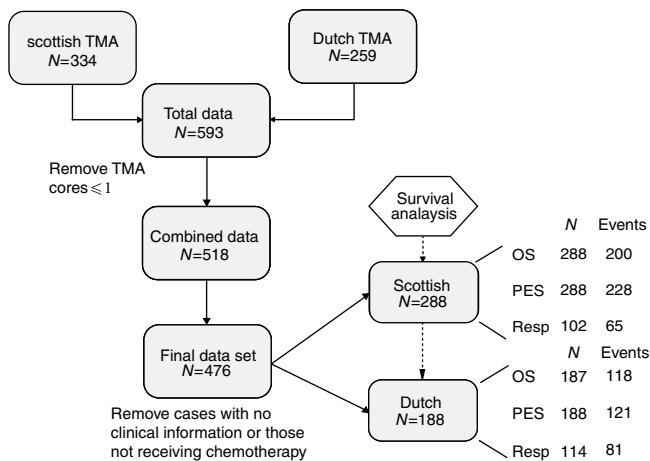 scottish TMA
N=334
Dutch TMA
N=259
Total data
N=593
Remove TMA
cores ⩽ 1
Combined data
N=518
Final data set
N=476
Remove cases with no
clinical information or those
not receiving chemotherapy
Survival
analaysis
Scottish
N=288
N Events
OS 288 200
PES 288 228
Resp 102 65
Dutch
N=188
N Events
OS 187 118
PES 188 121
Resp 114 81